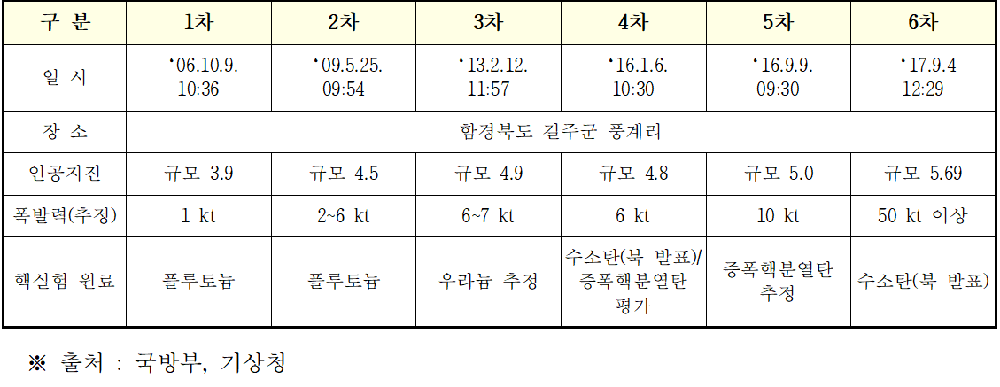 구 분 1차 2차 3차 4차 5차 6차
일 시 ‘06.10.9. 10:36 ‘09.5.25. 09:54 ‘13.2.12. 11:57 ‘16.1.6. 10:30 ‘16.9.9. 09:30 ‘17.9.4 12:29
장 소 함경북도 길주군 풍계리
인공지진 규모 3.9 규모 4.5 규모 4.9 규모 4.8 규모 5.0 규모 5.69
폭발력(추정) 1 kt 2~6 kt 6~7 kt 6 kt 10 kt 50 kt 이상
핵실험 원료 플루토늄 플루토늄 우라늄 추정 수소탄(북 발표)/ 증폭핵분열탄 평가 증폭핵분열탄 추정 수소탄(북 발표)
※ 출처 : 국방부, 기상청